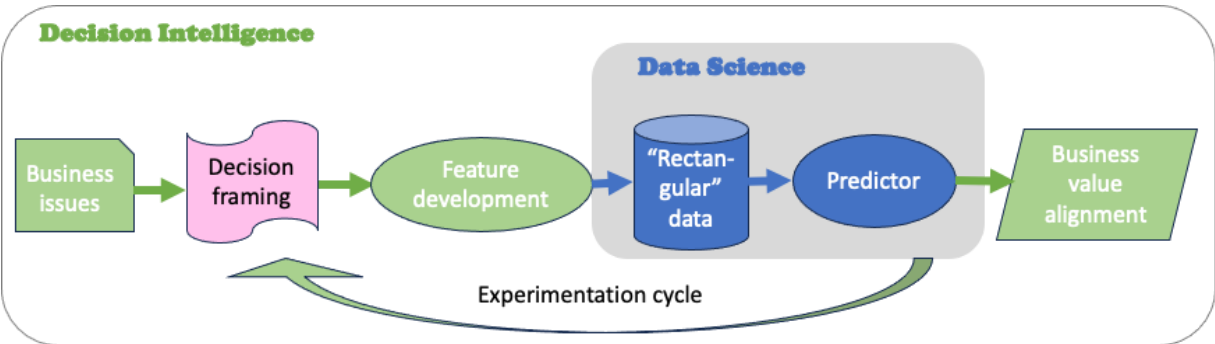 Decision Intelligence
Data Science
Business
issues
Decision
framing
Feature
development
“Rectan-
gular”
data
Predictor
Business
value
alignment
Experimentation cycle